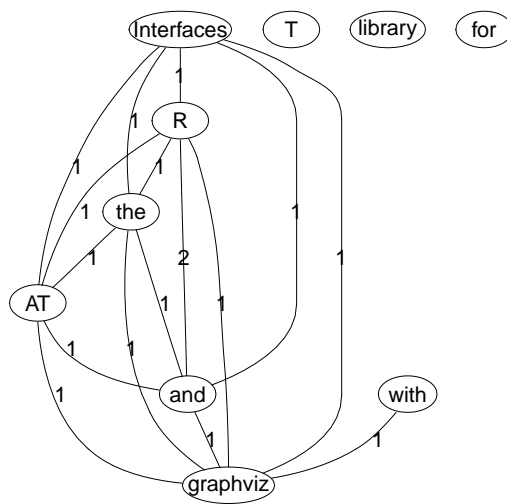 Interfaces T library for
1
R
1 1 1
the
1 1
1 2 1 1
AT
1 1
1 1
1
and with
1 1
graphviz